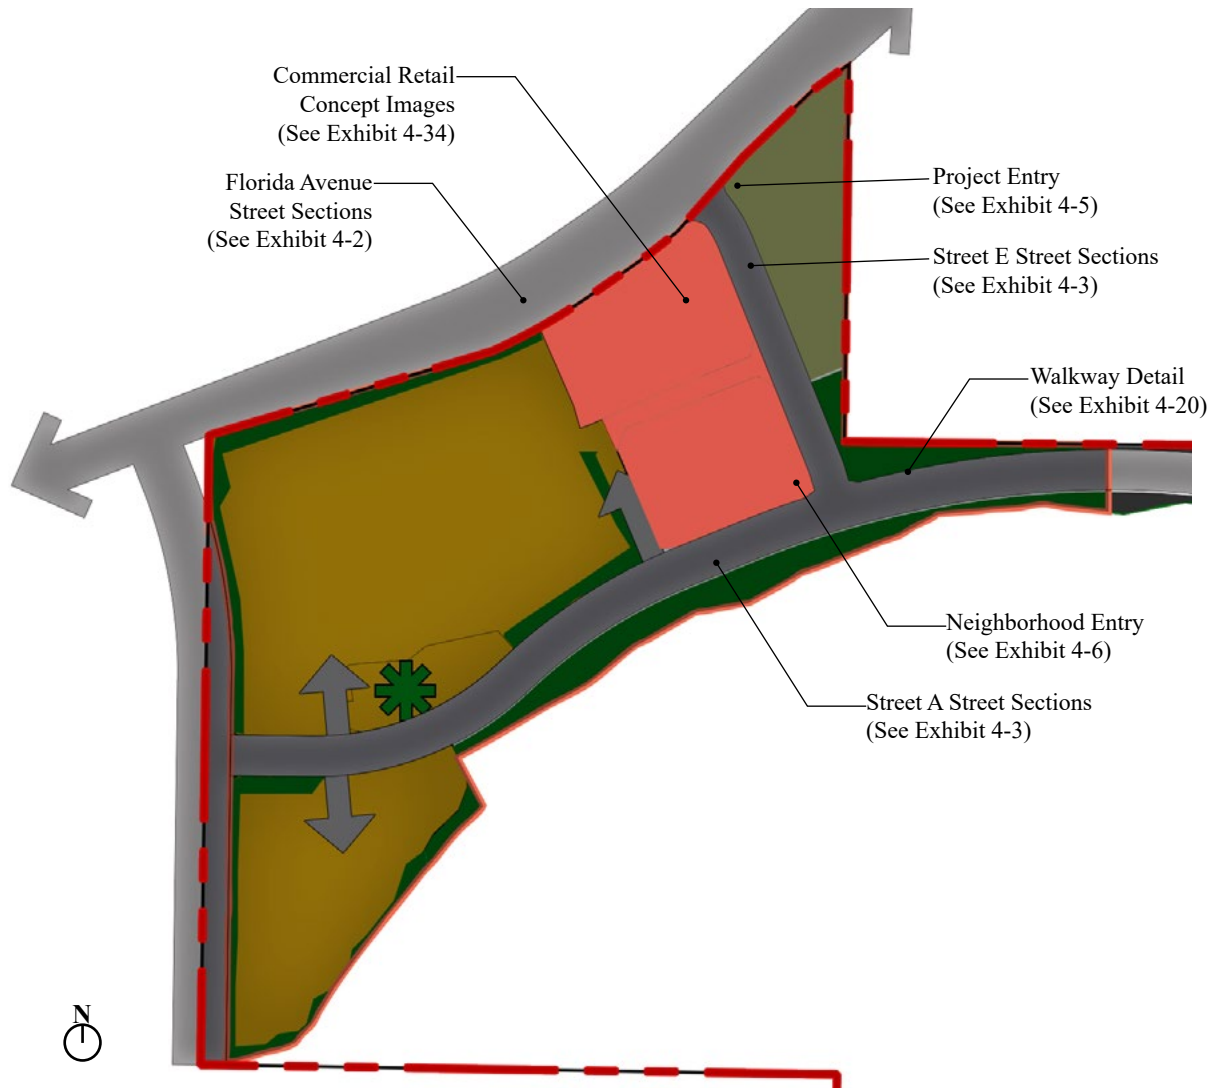 Commercial Retail
Concept Images
(See Exhibit 4-34)
Florida Avenue
Street Sections
(See Exhibit 4-2)
Project Entry
(See Exhibit 4-5)
Street E Street Sections
(See Exhibit 4-3)
Walkway Detail
(See Exhibit 4-20)
Neighborhood Entry
(See Exhibit 4-6)
Street A Street Sections
(See Exhibit 4-3)
N